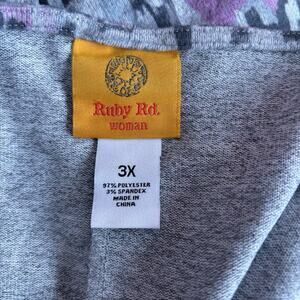 Ruby Rd.
woman
3X
97% POLYESTER
3% SPANDEX
MADE IN
CHINA